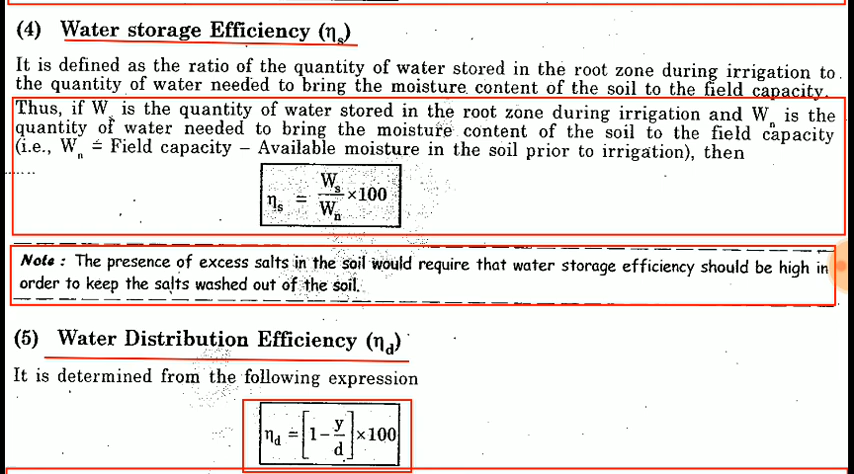 (4) Water storage Efficiency (ηs)
It is defined as the ratio of the quantity of water stored in the root zone during irrigation to
the quantity of water needed to bring the moisture content of the soil to the field capacity.
Thus, if Ws is the quantity of water stored in the root zone during irrigation and Wn is the
quantity of water needed to bring the moisture content of the soil to the field capacity
(i.e., Wn = Field capacity – Available moisture in the soil prior to irrigation), then
ηs = Ws/Wn ×100
Note : The presence of excess salts in the soil would require that water storage efficiency should be high in
order to keep the salts washed out of the soil.
(5) Water Distribution Efficiency (ηd)
It is determined from the following expression
ηd = [1 – y/d] ×100